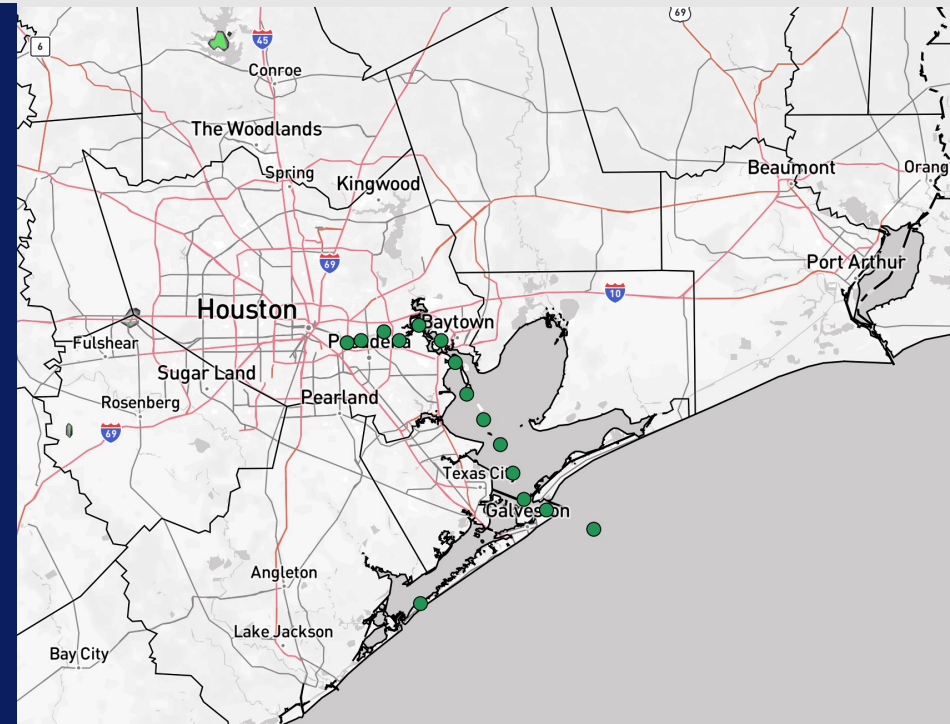 69
6
45
Conroe
The Woodlands
Beaumont
Orang
Spring
Kingwood
69
Port Arthur
10
Houston
Baytown
Fulshear
Sugar Land
Pearland
Rosenberg
69
Texas Cit
Galveston
Angleton
Lake Jackson
Bay City